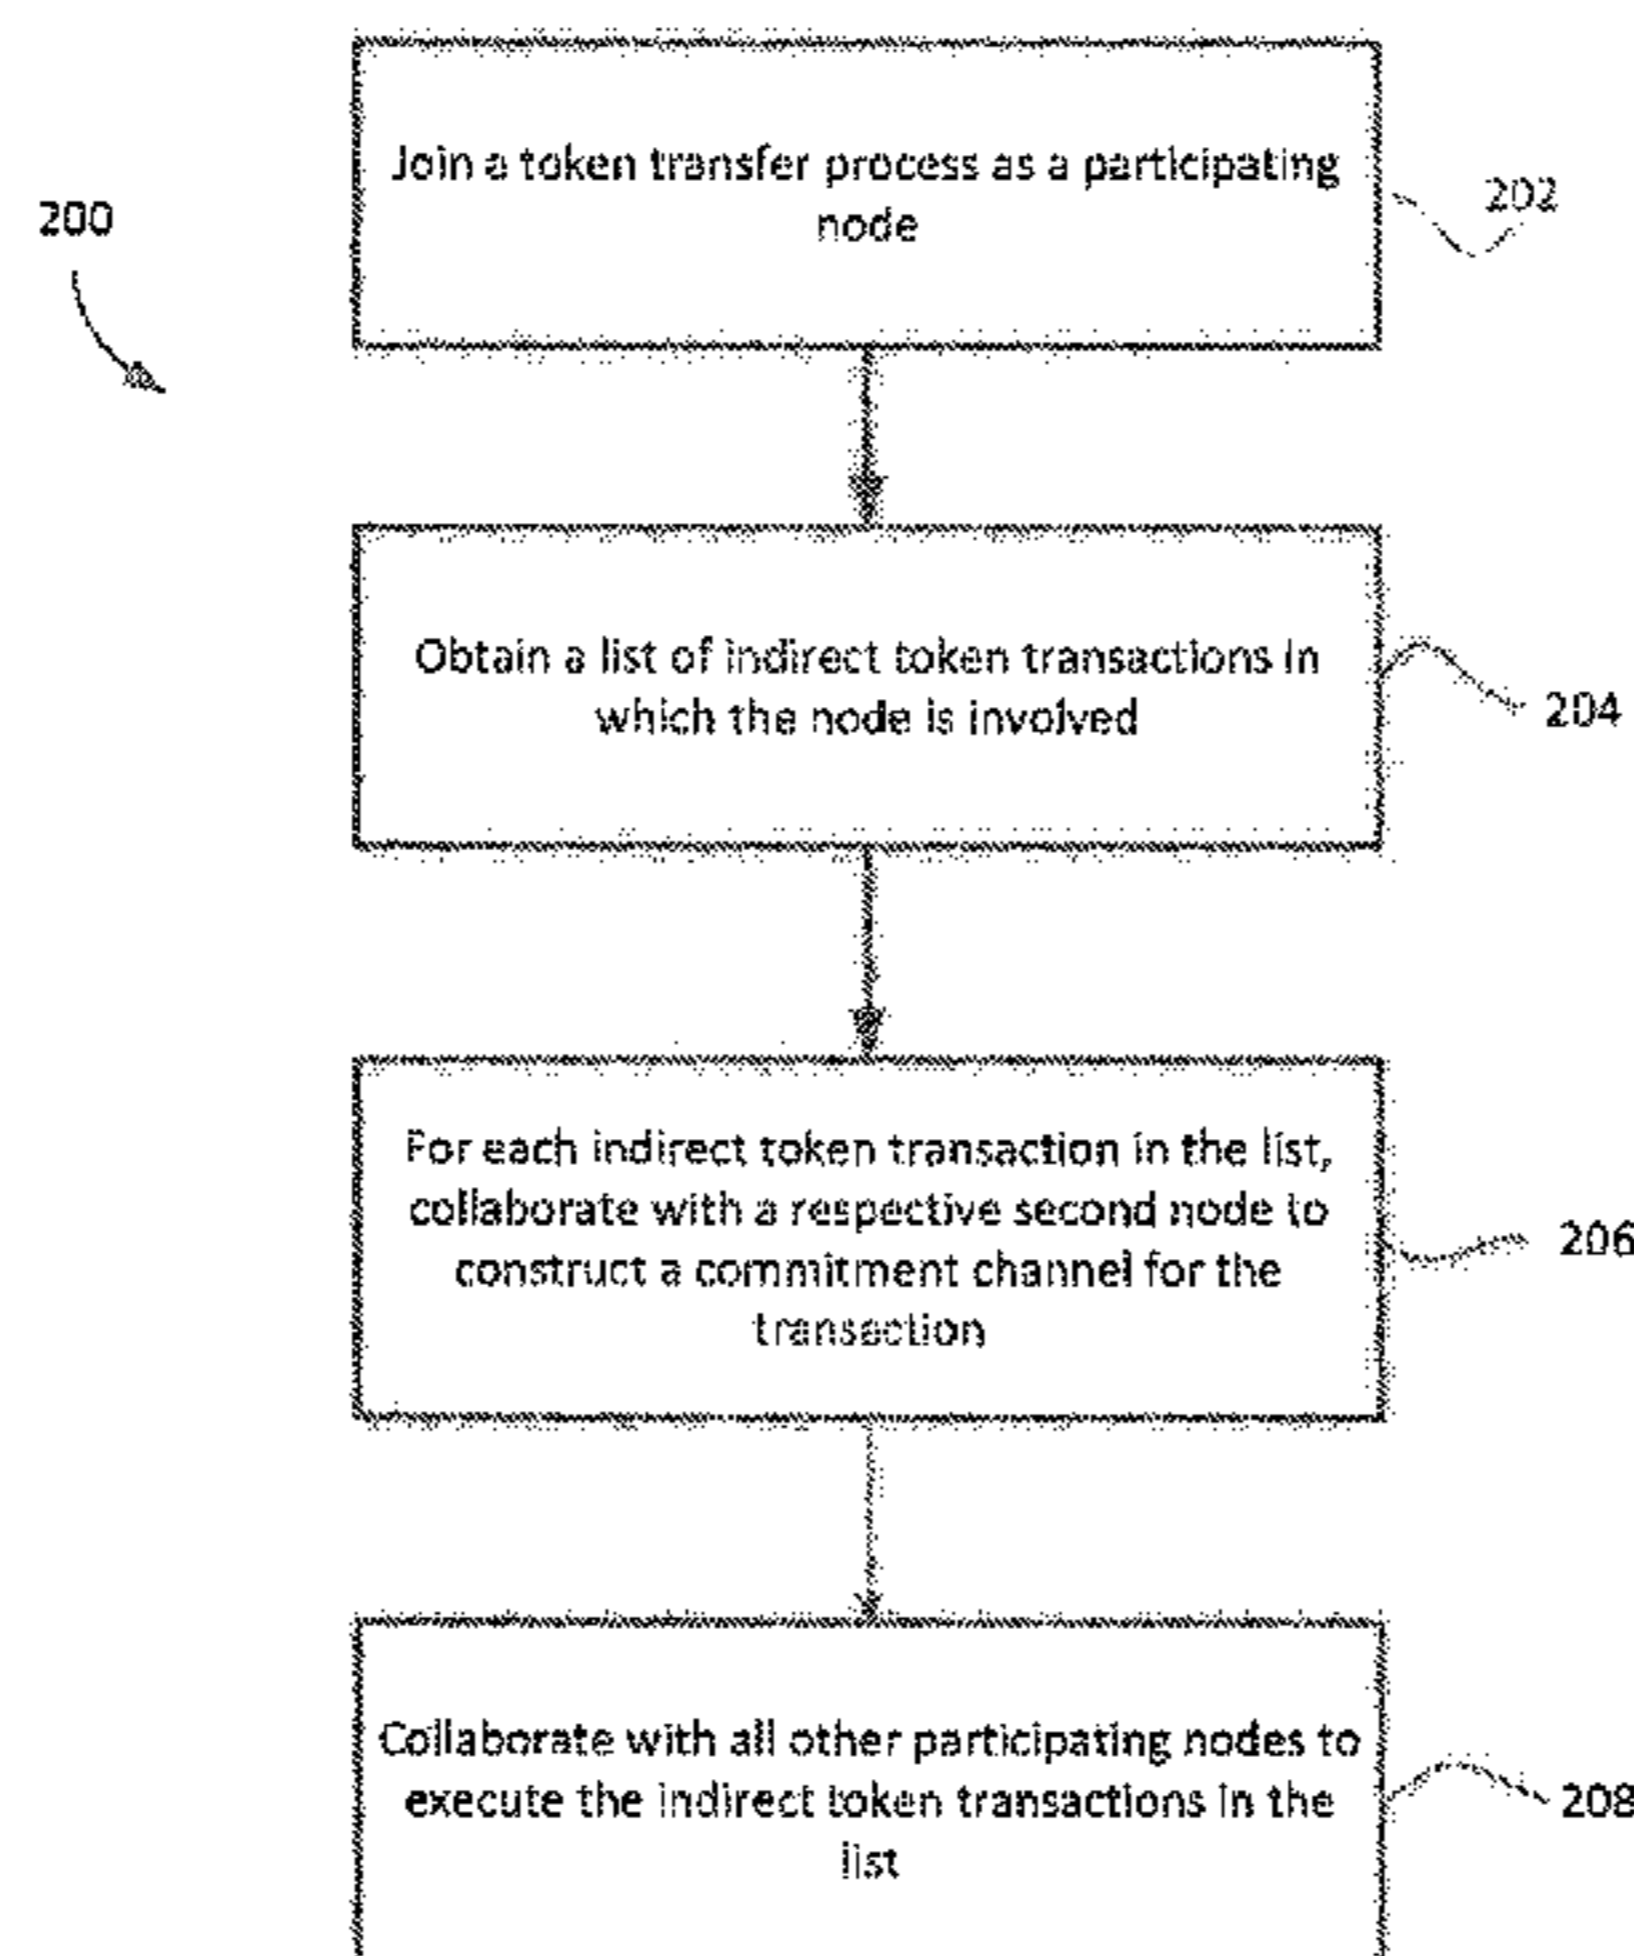 Join a token transfer process as a participating
node
202
200
Obtain a list of indirect token transactions in
which the node is involved
204
For each indirect token transaction in the list,
collaborate with a respective second node to
construct a commitment channel for the
transaction
206
Collaborate with all other participating nodes to
execute the indirect token transactions in the
list
208